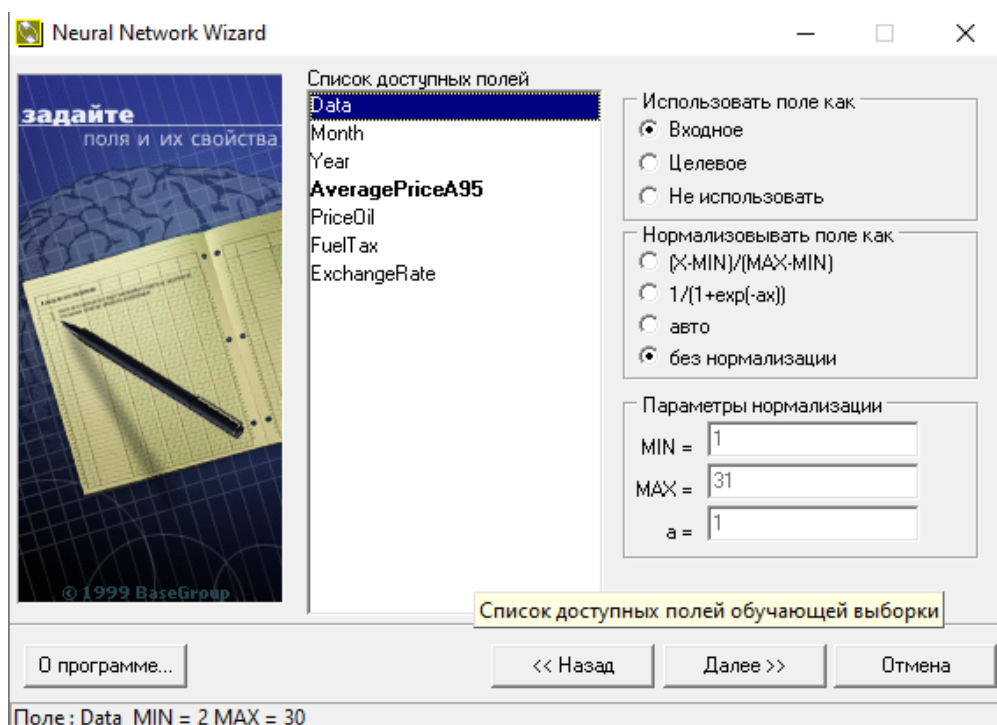 Neural Network Wizard
задайте
поля и их свойства
© 1999 BaseGroup
Список доступных полей
Data
Month
Year
AveragePriceA95
PriceOil
FuelTax
ExchangeRate
Использовать поле как
Входное
Целевое
Не использовать
Нормализовывать поле как
(X-MIN)/(MAX-MIN)
1/(1+exp(-ax))
авто
без нормализации
Параметры нормализации
MIN = 1
MAX = 31
a = 1
Список доступных полей обучающей выборки
О программе...
<< Назад
Далее >>
Отмена
Поле : Data MIN = 2 MAX = 30